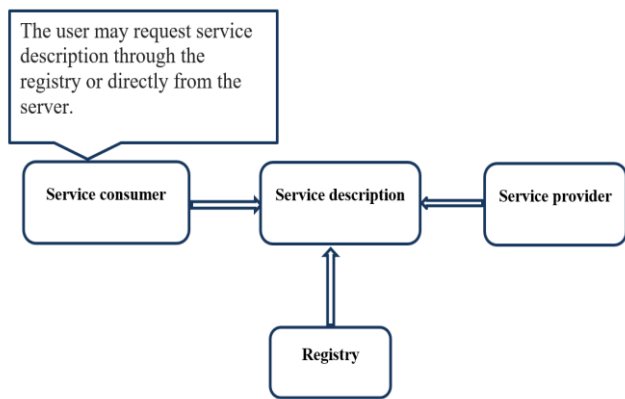 The user may request service
description through the
registry or directly from the
server.
Service consumer
Service description
Service provider
Registry